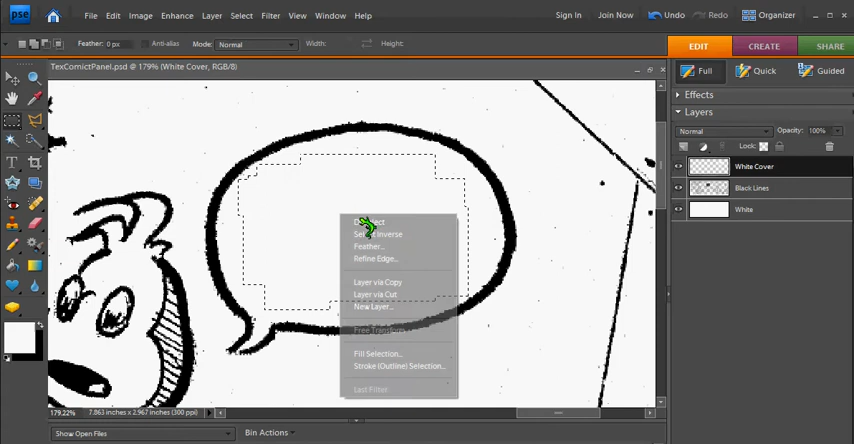 pse File Edit Image Enhance Layer Select Filter View Window Help Sign In Join Now Undo Redo Organizer
Feather: 0 px Anti-alias Mode: Normal Width: Height: EDIT CREATE SHARE
TexComictPanel.psd @ 179% (White Cover, RGB/8)
Full Quick Guided
Effects
Layers
Normal Opacity: 100%
Lock:
White Cover
Black Lines
White
Select Inverse
Feather...
Refine Edge...
Layer via Copy
Layer via Cut
New Layer...
Free Transform
Fill Selection...
Stroke (Outline) Selection...
Last Filter
179.22% 7.863 inches x 2.967 inches (300 ppi)
Show Open Files Bin Actions